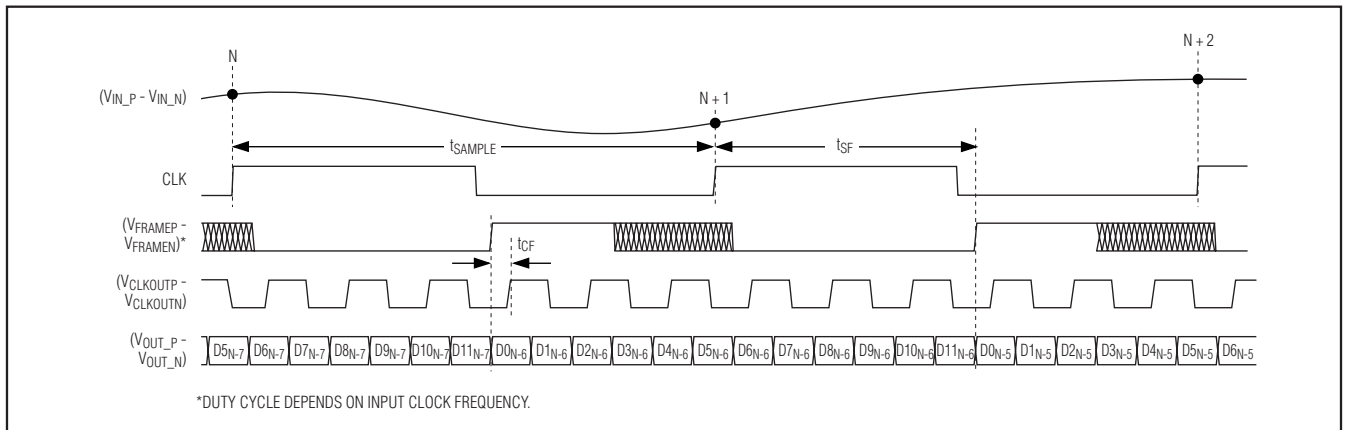 N
N + 1
N + 2
(VIN_P - VIN_N)
tSAMPLE
tSF
CLK
(VFRAMEP -
VFRAMEN)*
tCF
(VCLKOUTP -
VCLKOUTN)
(VOUT_P -
VOUT_N)
D5N-7 D6N-7 D7N-7 D8N-7 D9N-7 D10N-7 D11N-7 D0N-6 D1N-6 D2N-6 D3N-6 D4N-6 D5N-6 D6N-6 D7N-6 D8N-6 D9N-6 D10N-6 D11N-6 D0N-5 D1N-5 D2N-5 D3N-5 D4N-5 D5N-5 D6N-5
*DUTY CYCLE DEPENDS ON INPUT CLOCK FREQUENCY.